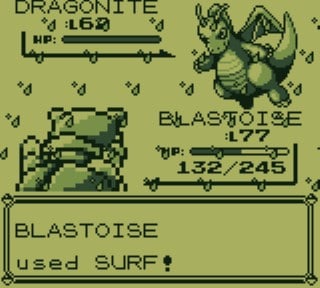 DRAGONITE
:L62
HP:
BLASTOISE
:L77
HP:
132/245
BLASTOISE
used SURF!